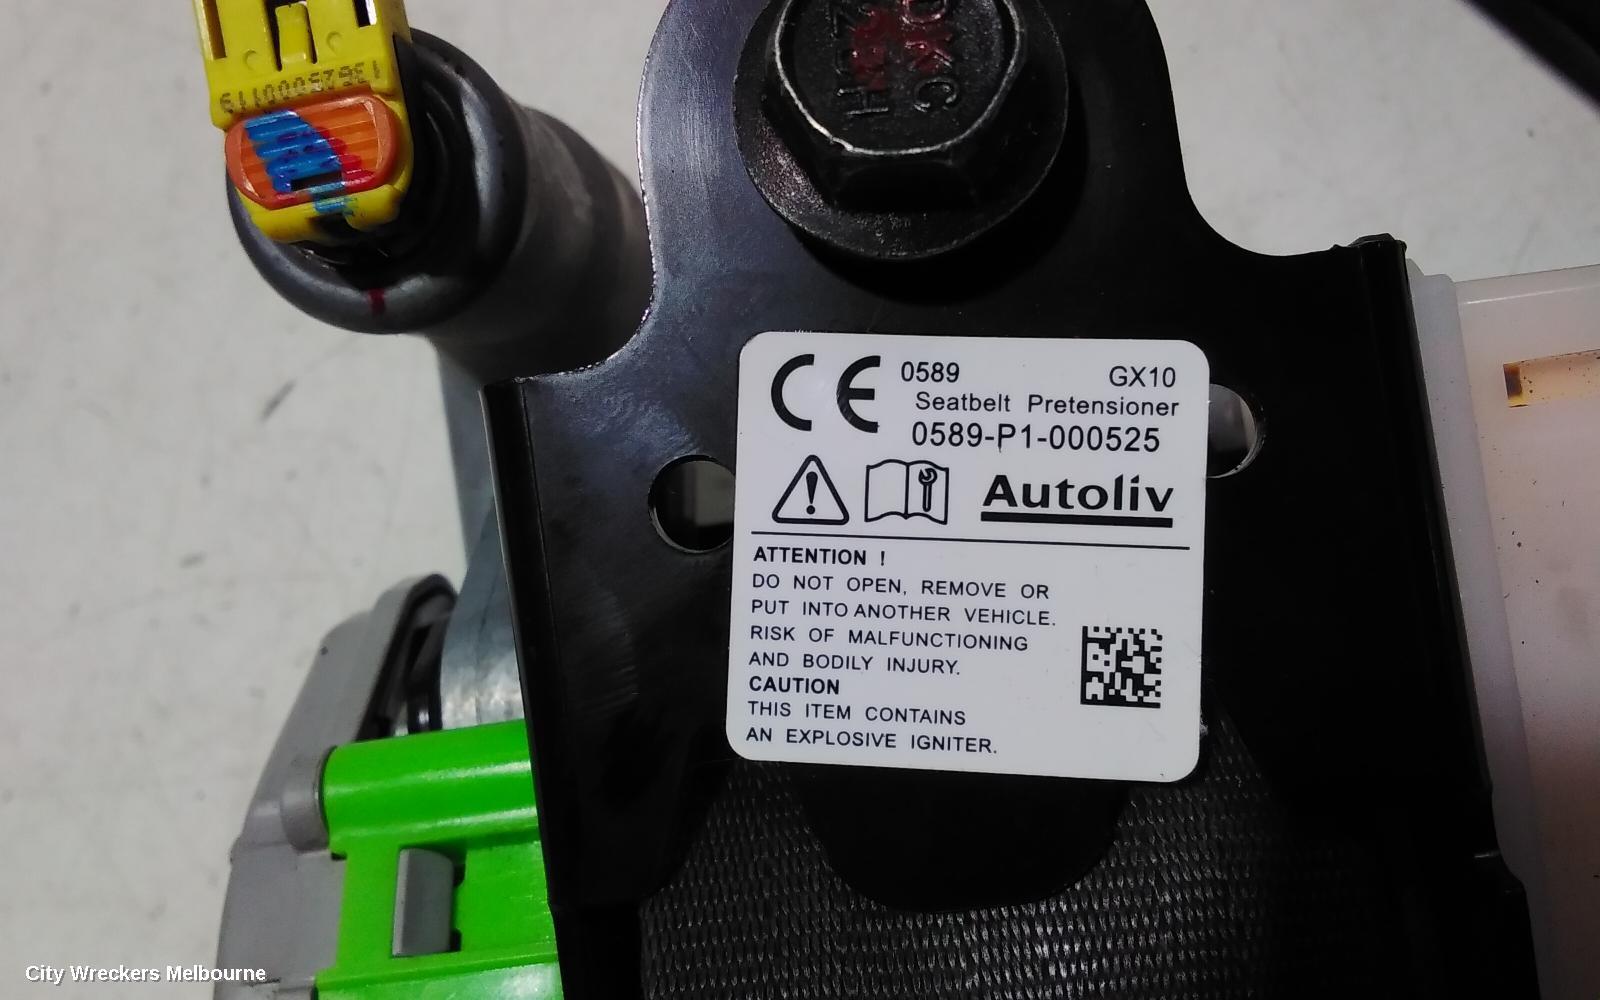 13625000119
CE 0589 GX10
Seatbelt Pretensioner
0589-P1-000525
Autoliv
ATTENTION !
DO NOT OPEN, REMOVE OR
PUT INTO ANOTHER VEHICLE.
RISK OF MALFUNCTIONING
AND BODILY INJURY.
CAUTION
THIS ITEM CONTAINS
AN EXPLOSIVE IGNITER.
City Wreckers Melbourne